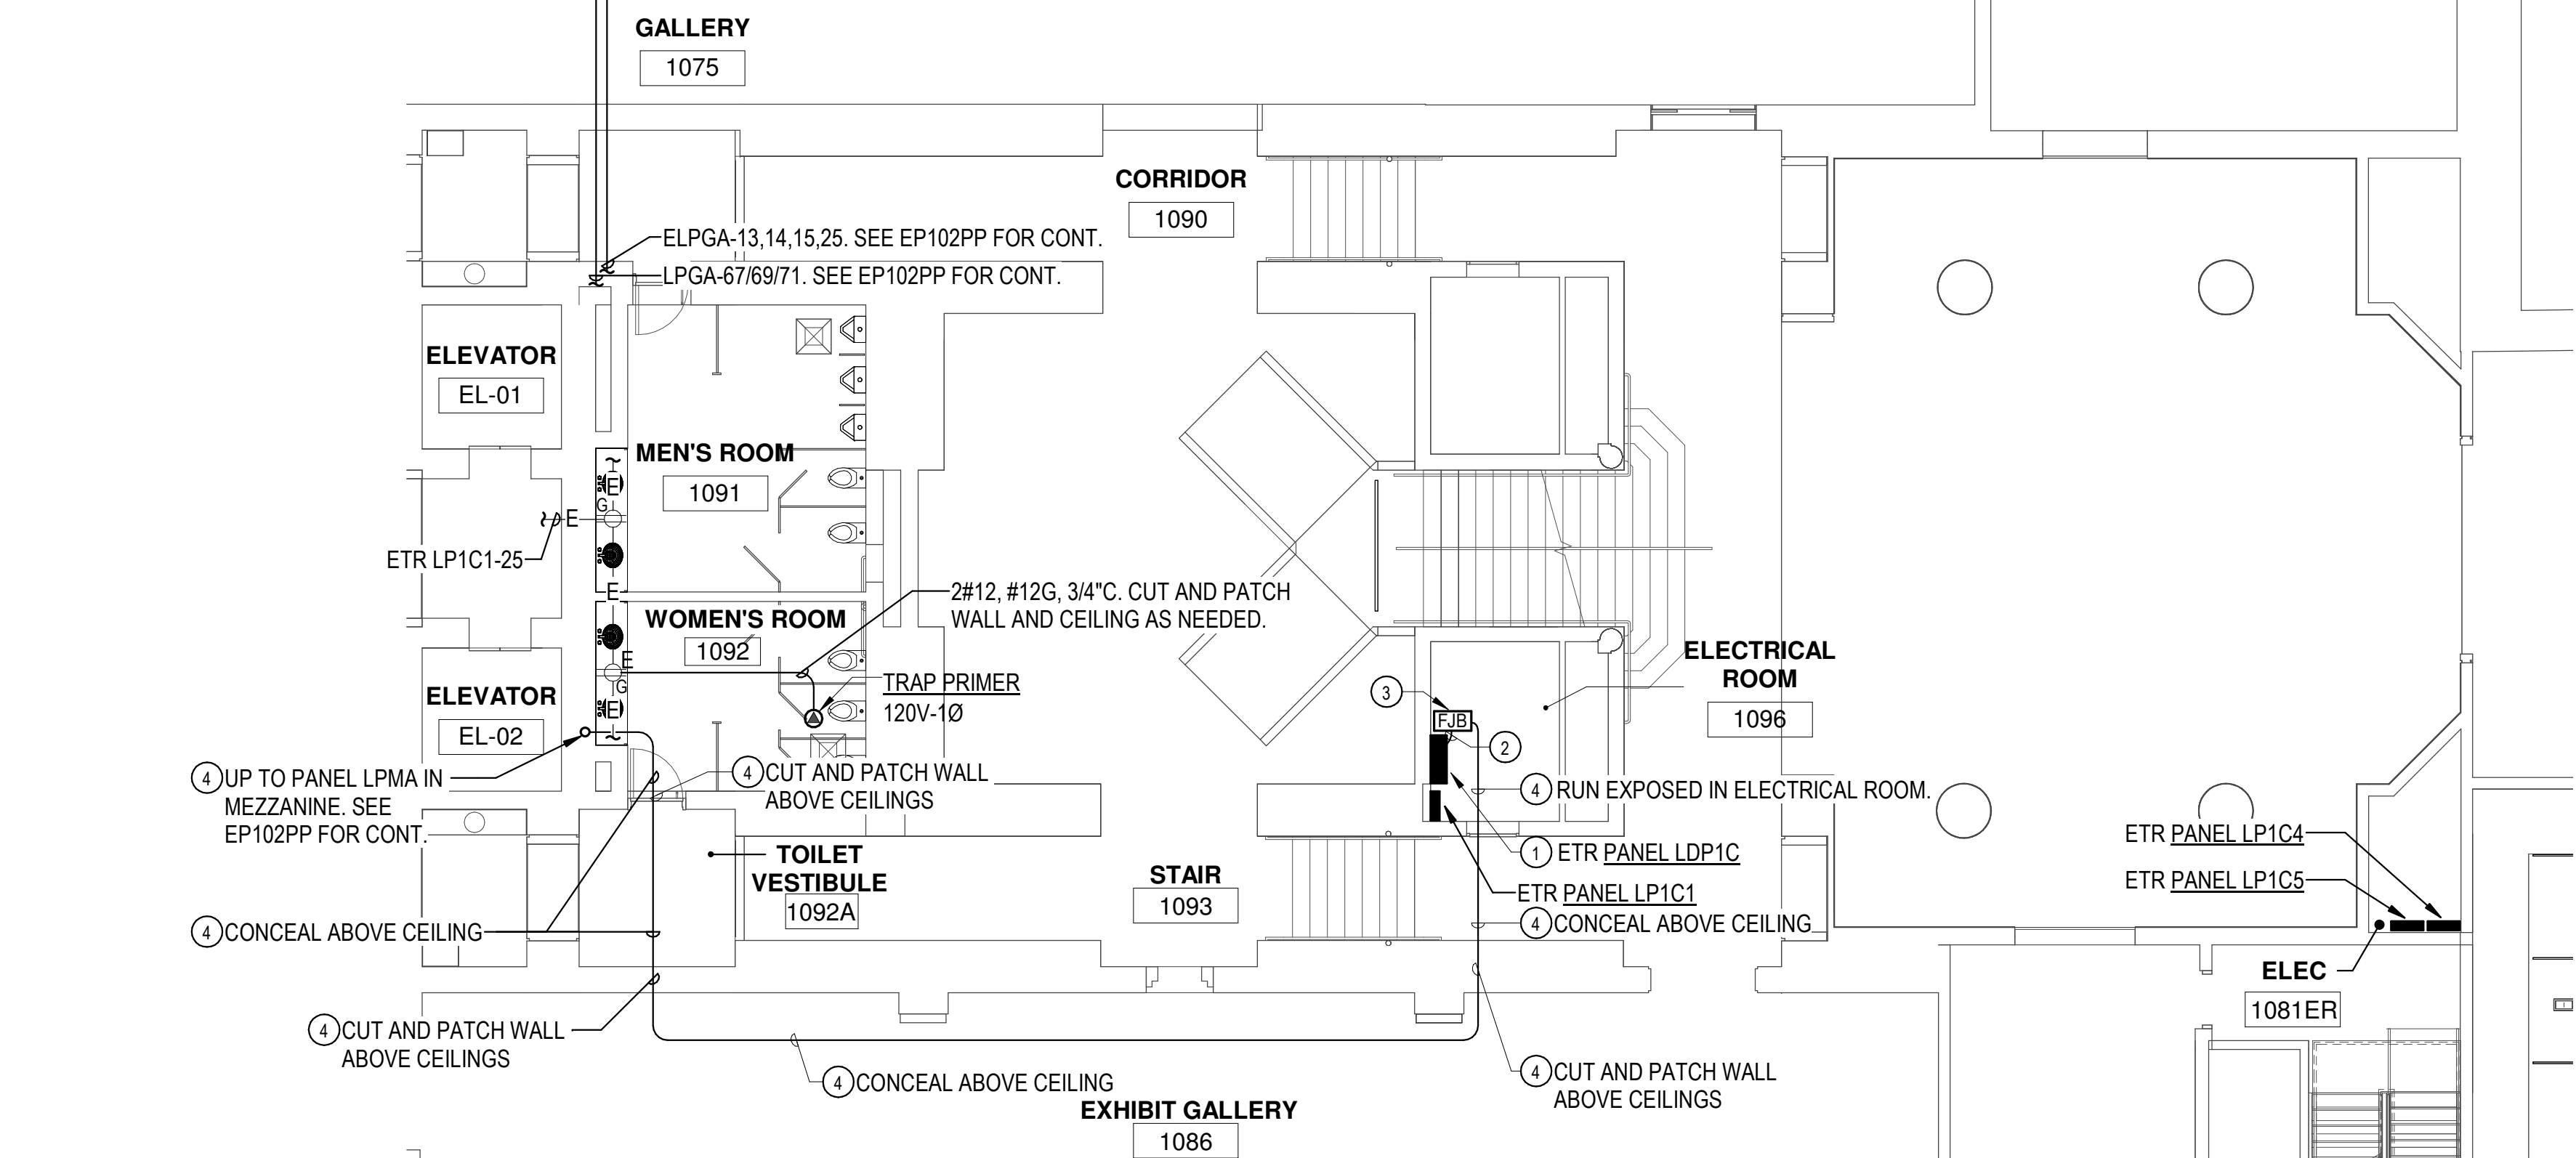 GALLERY
1075
CORRIDOR
1090
ELPGA-13,14,15,25. SEE EP102PP FOR CONT.
LPGA-67/69/71. SEE EP102PP FOR CONT.
ELEVATOR
EL-01
MEN'S ROOM
1091
E
G
E
ETR LP1C1-25
E
2#12, #12G, 3/4"C. CUT AND PATCH
WALL AND CEILING AS NEEDED.
WOMEN'S ROOM
1092
E
G
E
TRAP PRIMER
120V-1Ø
ELEVATOR
EL-02
ELECTRICAL
ROOM
1096
3
FJB
2
4 UP TO PANEL LPMA IN
MEZZANINE. SEE
EP102PP FOR CONT.
4 CUT AND PATCH WALL
ABOVE CEILINGS
4 RUN EXPOSED IN ELECTRICAL ROOM.
1 ETR PANEL LDP1C
ETR PANEL LP1C1
4 CONCEAL ABOVE CEILING
TOILET
VESTIBULE
1092A
STAIR
1093
ETR PANEL LP1C4
ETR PANEL LP1C5
ELEC
1081ER
4 CONCEAL ABOVE CEILING
4 CUT AND PATCH WALL
ABOVE CEILINGS
4 CONCEAL ABOVE CEILING
4 CUT AND PATCH WALL
ABOVE CEILINGS
EXHIBIT GALLERY
1086